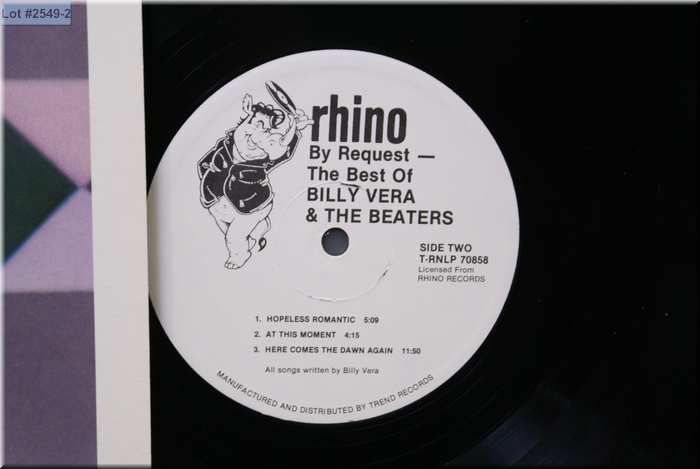 Lot #2549-2
rhino
By Request —
The Best Of
BILLY VERA
& THE BEATERS
SIDE TWO
T-RNLP 70858
Licensed From
RHINO RECORDS
1. HOPELESS ROMANTIC 5:09
2. AT THIS MOMENT 4:15
3. HERE COMES THE DAWN AGAIN 11:50
All songs written by Billy Vera
MANUFACTURED AND DISTRIBUTED BY TREND RECORDS